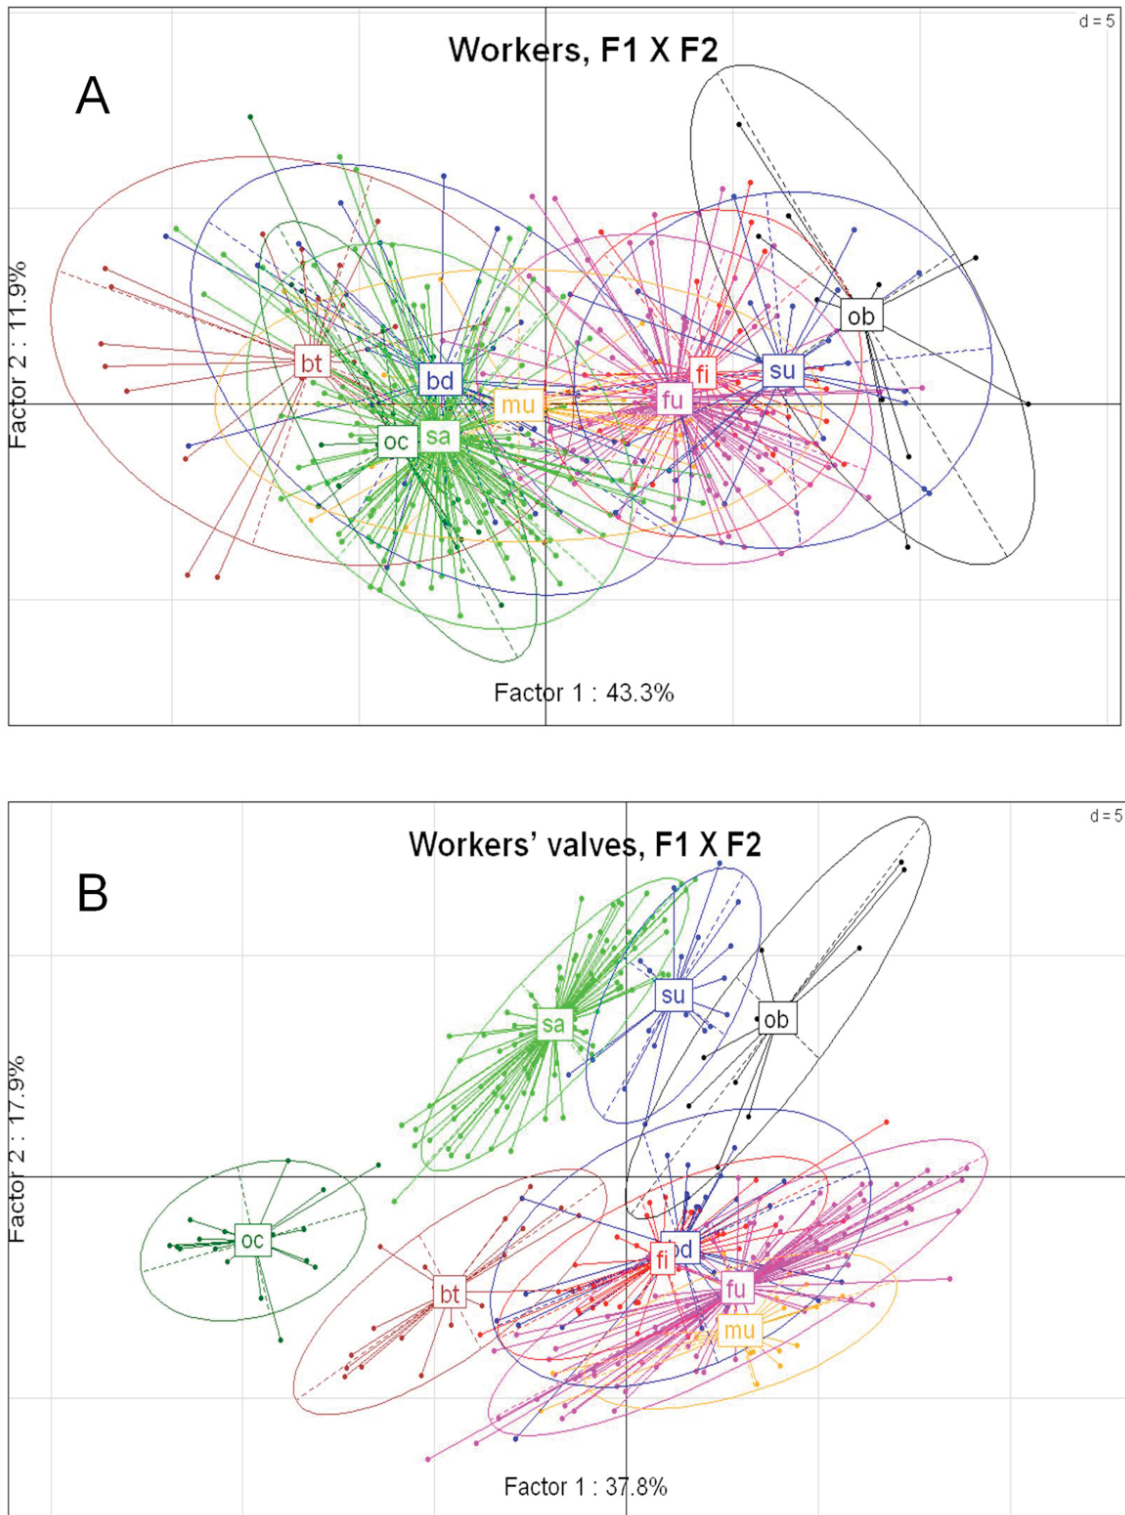 d = 5
Workers, F1 X F2
A
Factor 2 : 11.9%
ob
bt
bd
fi
su
fu
mu
oc
sa
Factor 1 : 43.3%
d = 5
Workers' valves, F1 X F2
B
Factor 2 : 17.9%
su
ob
sa
oc
bd
fi
bt
fu
mu
Factor 1 : 37.8%